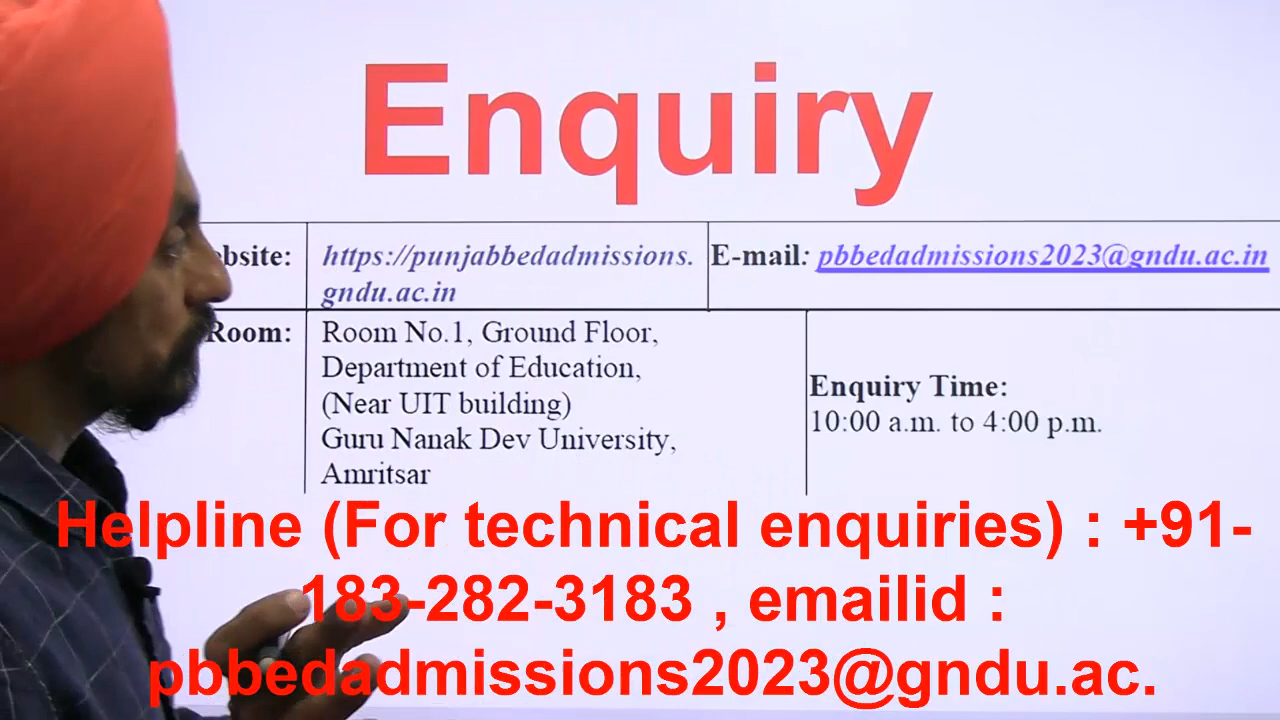 Enquiry
ebsite:
https://punjabbedadmissions.
gndu.ac.in
E-mail: pbbedadmissions2023@gndu.ac.in
Room:
Room No.1, Ground Floor,
Department of Education,
(Near UIT building)
Guru Nanak Dev University,
Amritsar
Enquiry Time:
10:00 a.m. to 4:00 p.m.
Helpline (For technical enquiries) : +91-
183-282-3183 , emailid :
pbbedadmissions2023@gndu.ac.